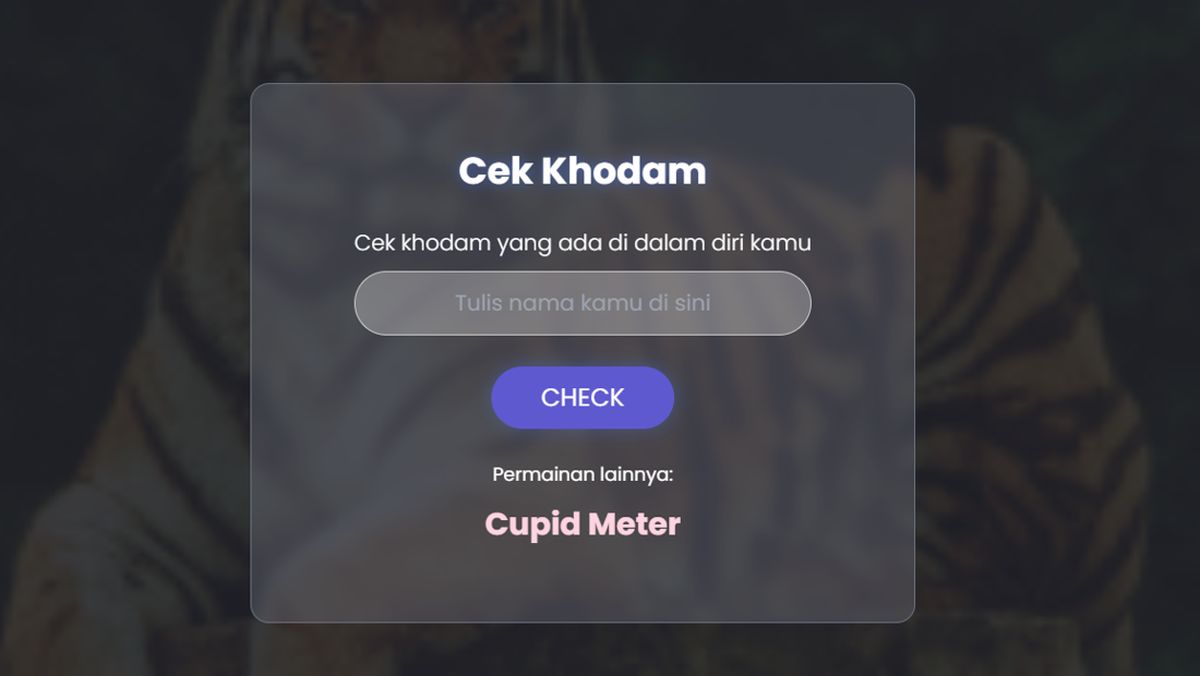 Cek Khodam
Cek khodam yang ada di dalam diri kamu
Tulis nama kamu di sini
CHECK
Permainan lainnya:
Cupid Meter